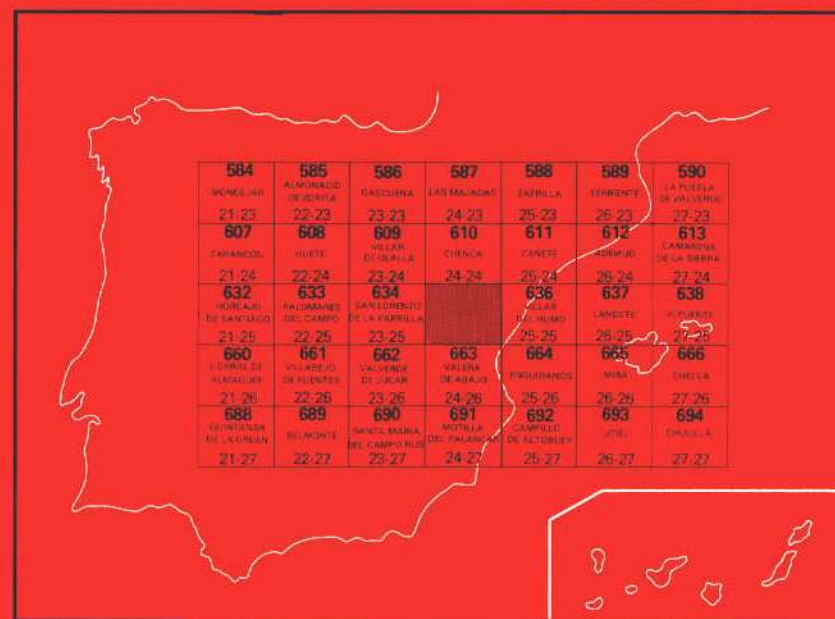 584 585 586 587 588 589 590
MONDEJAR ALMONACID DE ZORITA GASCUEÑA LAS MAJADAS ZAFRILLA TERRIENTE LA PUEBLA DE VALVERDE
21-23 22-23 23-23 24-23 25-23 26-23 27-23
607 608 609 610 611 612 613
TARANCON HUETE VILLAR DE OLALLA CUENCA CAÑETE ADEMUZ CAMARENA DE LA SIERRA
21-24 22-24 23-24 24-24 25-24 26-24 27-24
632 633 634 636 637 638
HORCAJO DE SANTIAGO PALOMARES DEL CAMPO SAN LORENZO DE LA PARRILLA VILLAR DEL HUMO LANDETE ALPUENTE
21-25 22-25 23-25 25-25 26-25 27-25
660 661 662 663 664 665 666
CORRAL DE ALMAGUER VILLAREJO DE FUENTES VALVERDE DE JUCAR VALERA DE ABAJO ENGUIDANOS MIRA CHELVA
21-26 22-26 23-26 24-26 25-26 26-26 27-26
688 689 690 691 692 693 694
QUINTANAR DE LA ORDEN BELMONTE SANTA MARIA DEL CAMPO RUS MOTILLA DEL PALANCAR CAMPILLO DE ALTOBUEY UTIEL CHULILLA
21-27 22-27 23-27 24-27 25-27 26-27 27-27